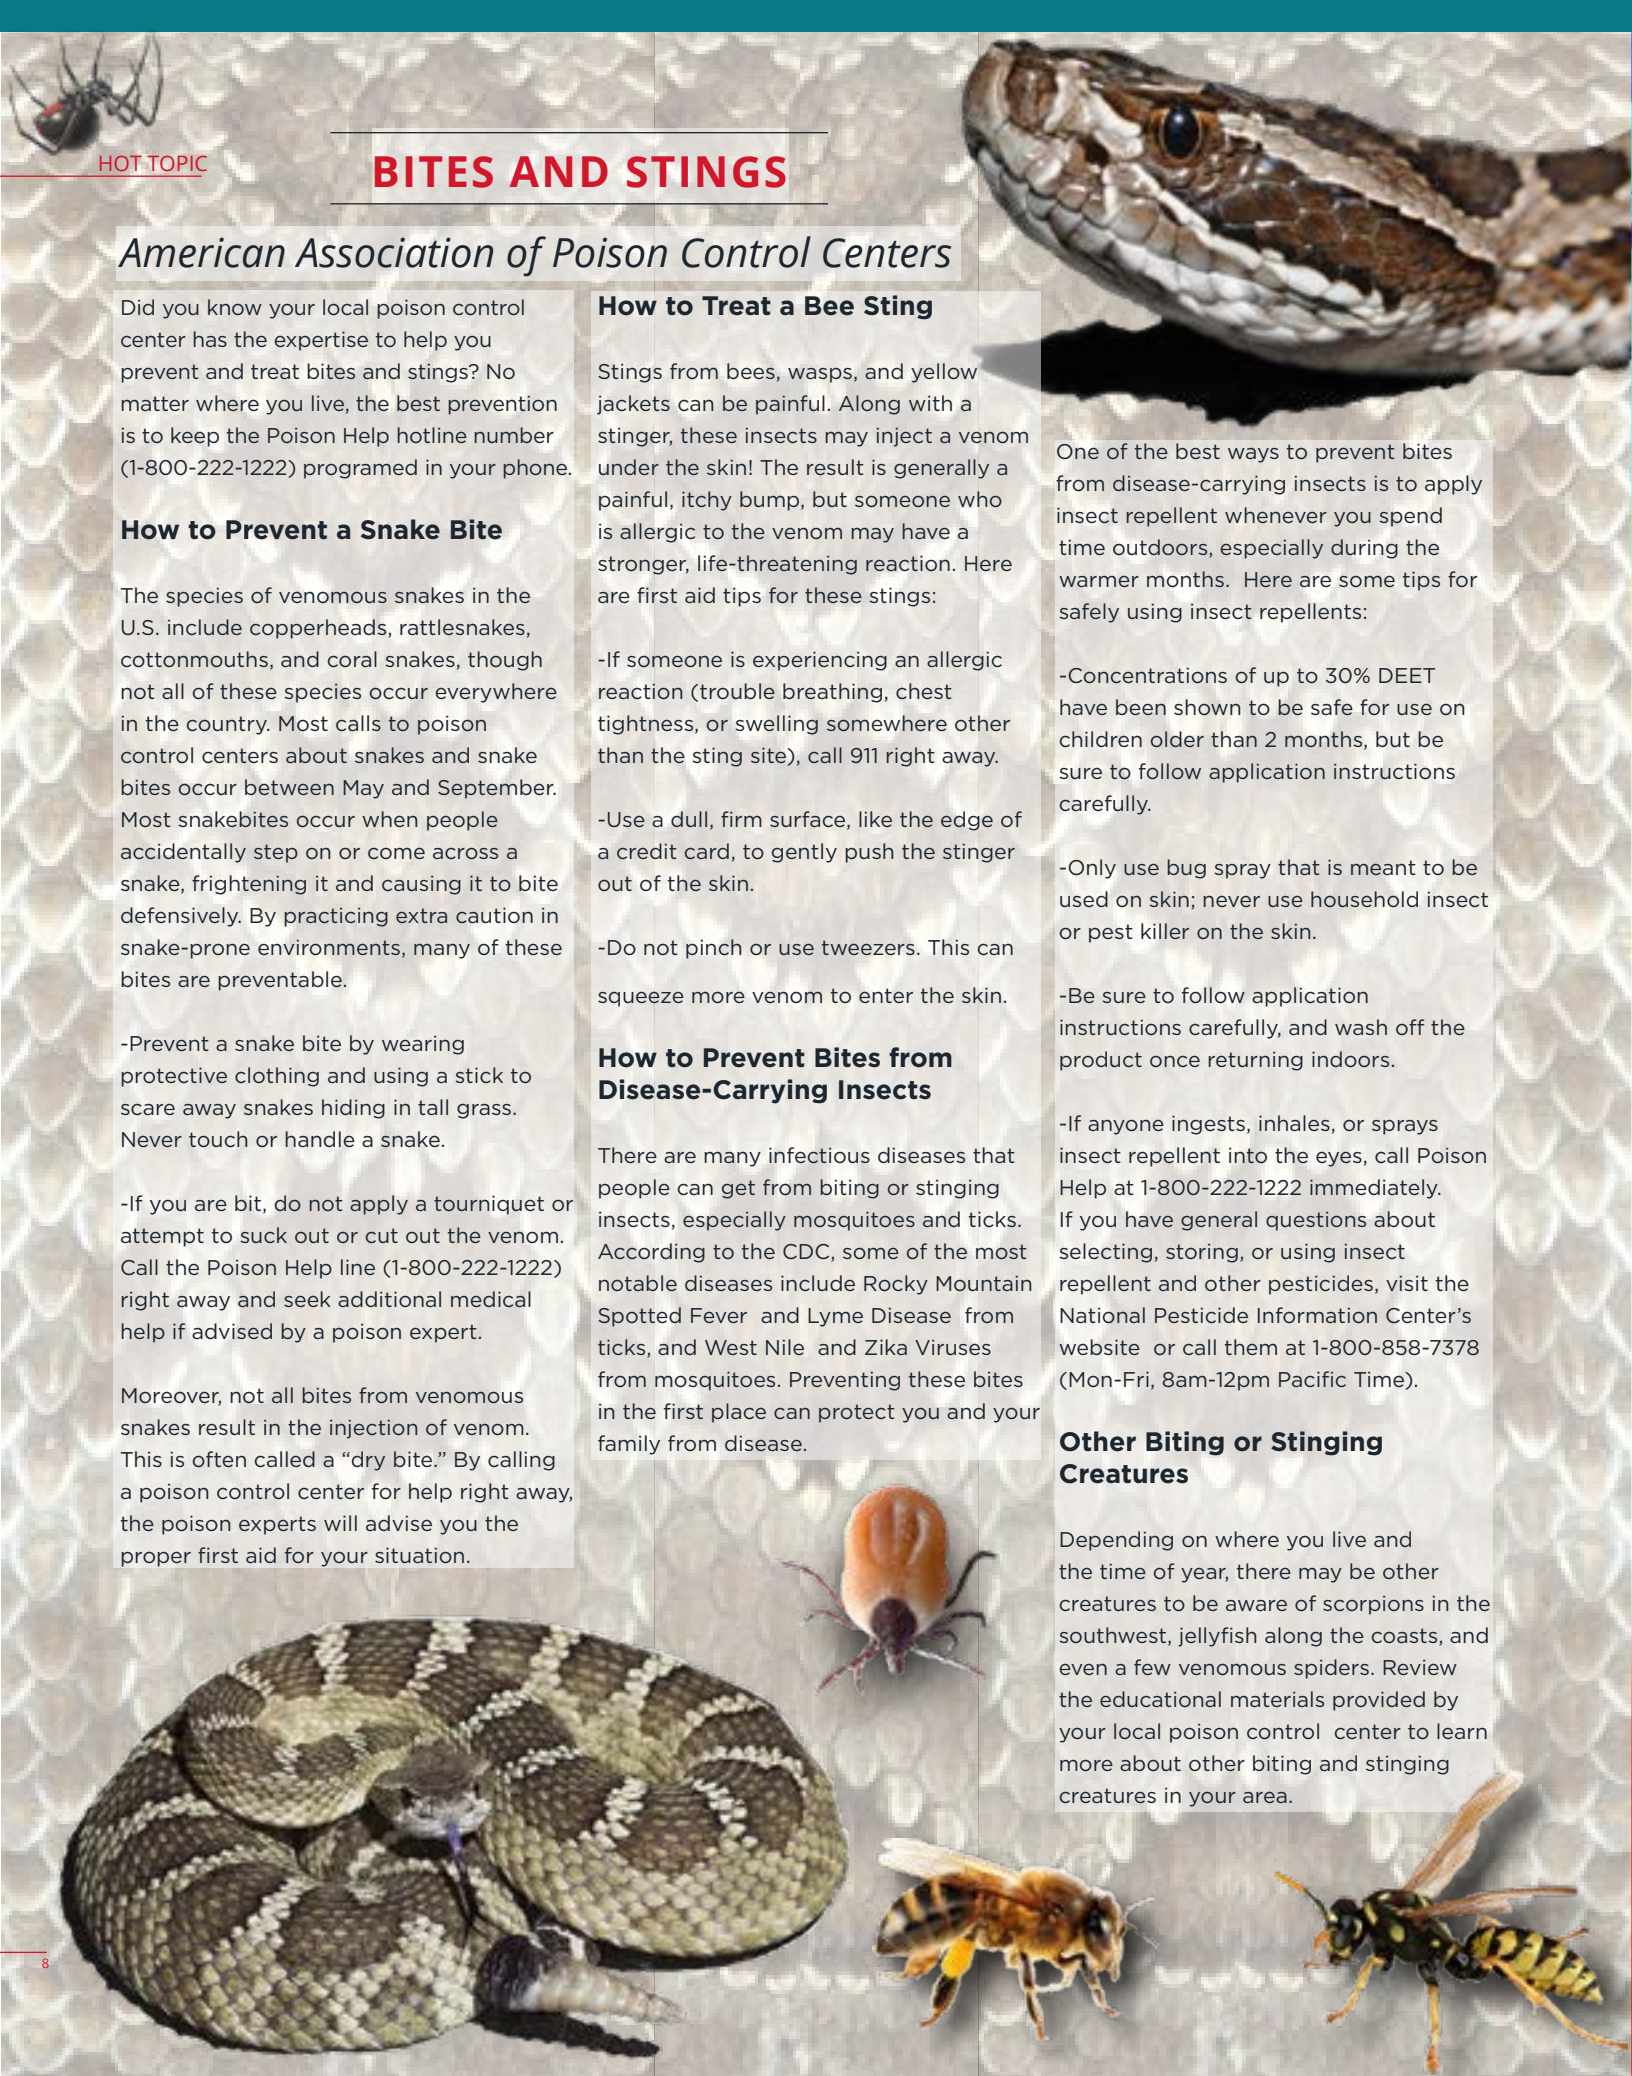 HOT TOPIC
BITES AND STINGS
American Association of Poison Control Centers
Did you know your local poison control
center has the expertise to help you
prevent and treat bites and stings? No
matter where you live, the best prevention
is to keep the Poison Help hotline number
(1-800-222-1222) programed in your phone.
How to Prevent a Snake Bite
The species of venomous snakes in the
U.S. include copperheads, rattlesnakes,
cottonmouths, and coral snakes, though
not all of these species occur everywhere
in the country. Most calls to poison
control centers about snakes and snake
bites occur between May and September.
Most snakebites occur when people
accidentally step on or come across a
snake, frightening it and causing it to bite
defensively. By practicing extra caution in
snake-prone environments, many of these
bites are preventable.
-Prevent a snake bite by wearing
protective clothing and using a stick to
scare away snakes hiding in tall grass.
Never touch or handle a snake.
-If you are bit, do not apply a tourniquet or
attempt to suck out or cut out the venom.
Call the Poison Help line (1-800-222-1222)
right away and seek additional medical
help if advised by a poison expert.
Moreover, not all bites from venomous
snakes result in the injection of venom.
This is often called a “dry bite.” By calling
a poison control center for help right away,
the poison experts will advise you the
proper first aid for your situation.
How to Treat a Bee Sting
Stings from bees, wasps, and yellow
jackets can be painful. Along with a
stinger, these insects may inject a venom
under the skin! The result is generally a
painful, itchy bump, but someone who
is allergic to the venom may have a
stronger, life-threatening reaction. Here
are first aid tips for these stings:
-If someone is experiencing an allergic
reaction (trouble breathing, chest
tightness, or swelling somewhere other
than the sting site), call 911 right away.
-Use a dull, firm surface, like the edge of
a credit card, to gently push the stinger
out of the skin.
-Do not pinch or use tweezers. This can
squeeze more venom to enter the skin.
How to Prevent Bites from
Disease-Carrying Insects
There are many infectious diseases that
people can get from biting or stinging
insects, especially mosquitoes and ticks.
According to the CDC, some of the most
notable diseases include Rocky Mountain
Spotted Fever  and Lyme Disease  from
ticks, and West Nile  and Zika Viruses
from mosquitoes. Preventing these bites
in the first place can protect you and your
family from disease.
One of the best ways to prevent bites
from disease-carrying insects is to apply
insect repellent whenever you spend
time outdoors, especially during the
warmer months.  Here are some tips for
safely using insect repellents:
-Concentrations of up to 30% DEET
have been shown to be safe for use on
children older than 2 months, but be
sure to follow application instructions
carefully.
-Only use bug spray that is meant to be
used on skin; never use household insect
or pest killer on the skin.
-Be sure to follow application
instructions carefully, and wash off the
product once returning indoors.
-If anyone ingests, inhales, or sprays
insect repellent into the eyes, call Poison
Help at 1-800-222-1222 immediately.
If you have general questions about
selecting, storing, or using insect
repellent and other pesticides, visit the
National Pesticide Information Center’s
website  or call them at 1-800-858-7378
(Mon-Fri, 8am-12pm Pacific Time).
Other Biting or Stinging
Creatures
Depending on where you live and
the time of year, there may be other
creatures to be aware of scorpions in the
southwest, jellyfish along the coasts, and
even a few venomous spiders. Review
the educational materials provided by
your local poison control  center to learn
more about other biting and stinging
creatures in your area.
8